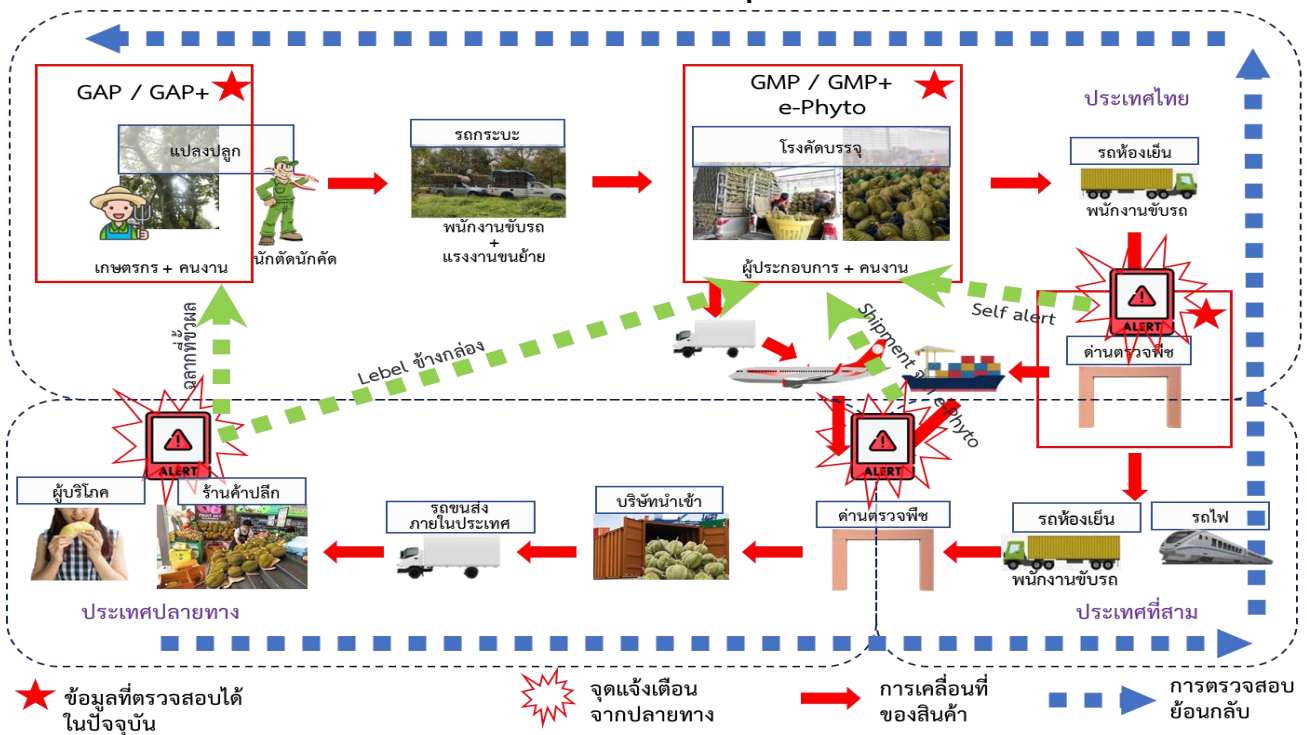 GAP / GAP+
แปลงปลูก
เกษตรกร + คนงาน
นักตัดนักคัด
รถกระบะ
พนักงานขับรถ
+
แรงงานขนย้าย
GMP / GMP+
e-Phyto
โรงคัดบรรจุ
ผู้ประกอบการ + คนงาน
ประเทศไทย
รถห้องเย็น
พนักงานขับรถ
ALERT
ด่านตรวจพืช
Self alert
Shipment
e-Phyto
Lebel ข้างกล่อง
ฉลากที่ขั้วผล
ALERT
ALERT
ผู้บริโภค
ร้านค้าปลีก
รถขนส่ง
ภายในประเทศ
บริษัทนำเข้า
ด่านตรวจพืช
รถห้องเย็น
พนักงานขับรถ
รถไฟ
ประเทศปลายทาง
ประเทศที่สาม
ข้อมูลที่ตรวจสอบได้
ในปัจจุบัน
จุดแจ้งเตือน
จากปลายทาง
การเคลื่อนที่
ของสินค้า
การตรวจสอบ
ย้อนกลับ